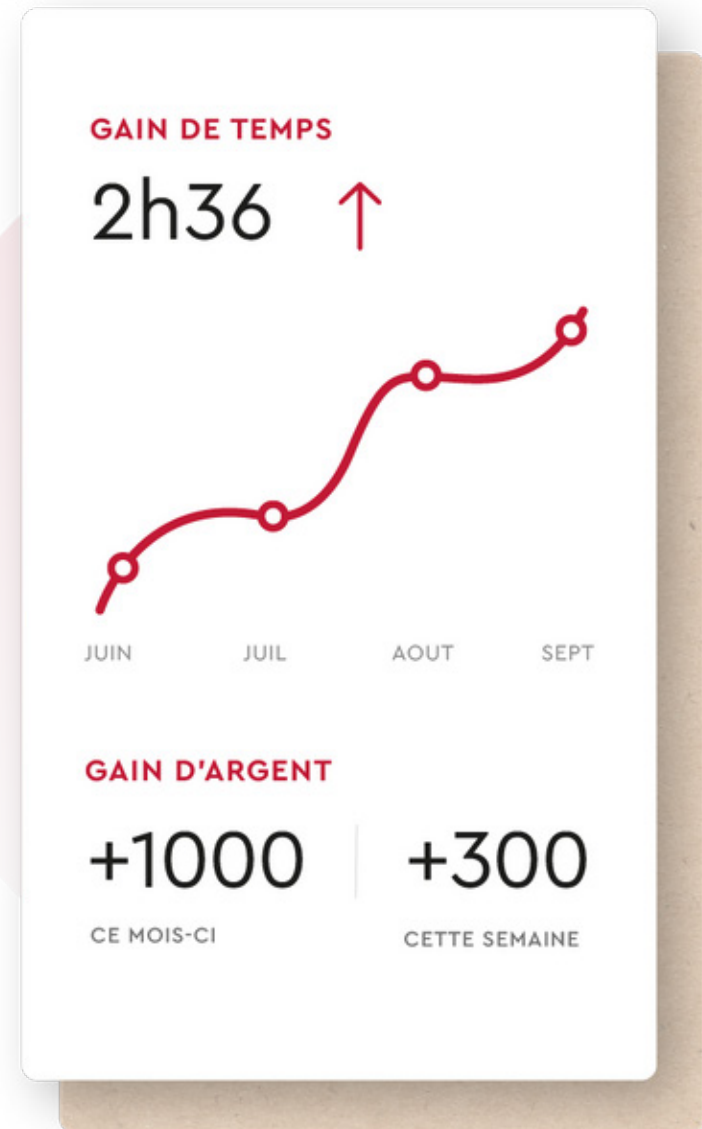 GAIN DE TEMPS
2h36
JUIN JUIL AOUT SEPT
GAIN D'ARGENT
+1000 +300
CE MOIS-CI CETTE SEMAINE